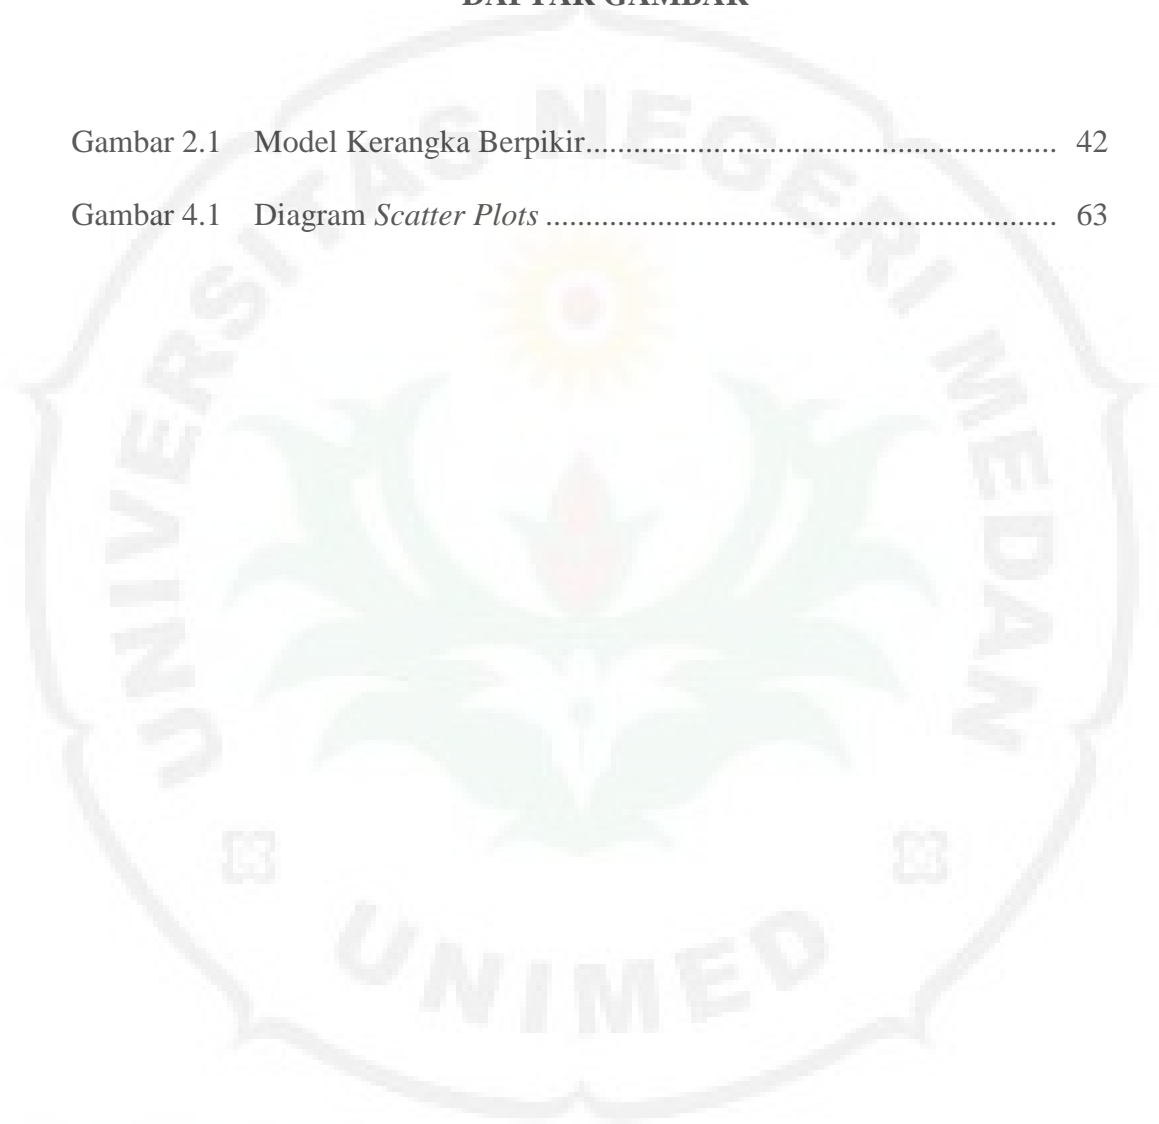 DAFTAR GAMBAR
Gambar 2.1 Model Kerangka Berpikir........................................................ 42
Gambar 4.1 Diagram Scatter Plots ............................................................. 63
UNIVERSITAS NEGERI MEDAN
UNIMED